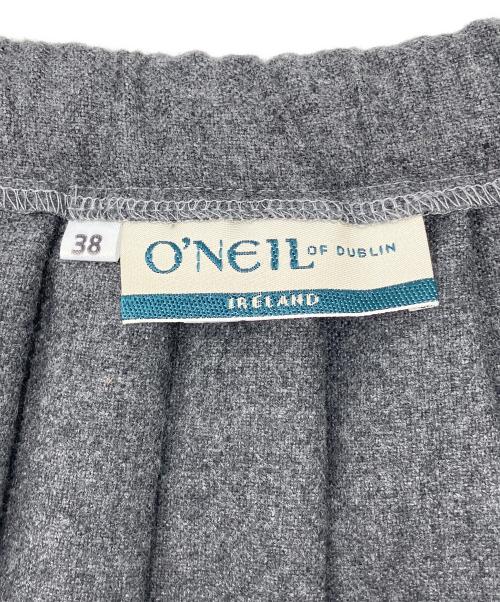 38
O'NEIL OF DUBLIN
IRELAND